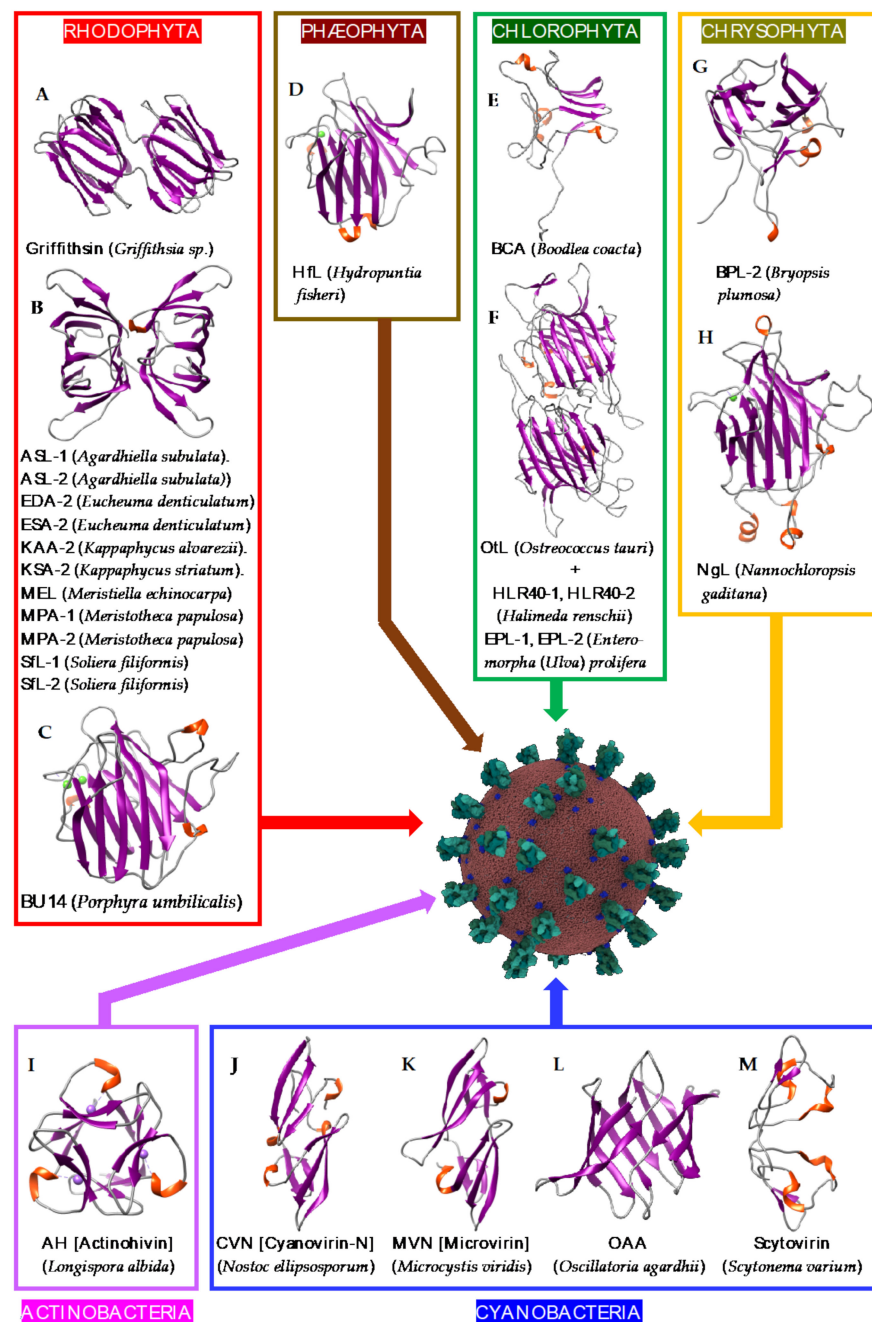 RHODOPHYTA
PHÆOPHYTA
CHLOROPHYTA
CHRYSOPHYTA
A
Griffithsin (Griffithsia sp.)
B
ASL-1 (Agardhiella subulata).
ASL-2 (Agardhiella subulata))
EDA-2 (Eucheuma denticulatum)
ESA-2 (Eucheuma denticulatum)
KAA-2 (Kappaphycus alvarezii).
KSA-2 (Kappaphycus striatum).
MEL (Meristiella echinocarpa)
MPA-1 (Meristotheca papulosa)
MPA-2 (Meristotheca papulosa)
SfL-1 (Soliera filiformis)
SfL-2 (Soliera filiformis)
C
BU14 (Porphyra umbilicalis)
D
HfL (Hydropuntia
fisheri)
E
BCA (Boodlea coacta)
F
OtL (Ostreococcus tauri)
+
HLR40-1, HLR40-2
(Halimeda renschii)
EPL-1, EPL-2 (Entero-
morpha (Ulva) prolifera
G
BPL-2 (Bryopsis
plumosa)
H
NgL (Nannochloropsis
gaditana)
I
AH [Actinohivin]
(Longispora albida)
J
CVN [Cyanovirin-N]
(Nostoc ellipsosporum)
K
MVN [Microvirin]
(Microcystis viridis)
L
OAA
(Oscillatoria agardhii)
M
Scytovirin
(Scytonema varium)
ACTINOBACTERIA
CYANOBACTERIA